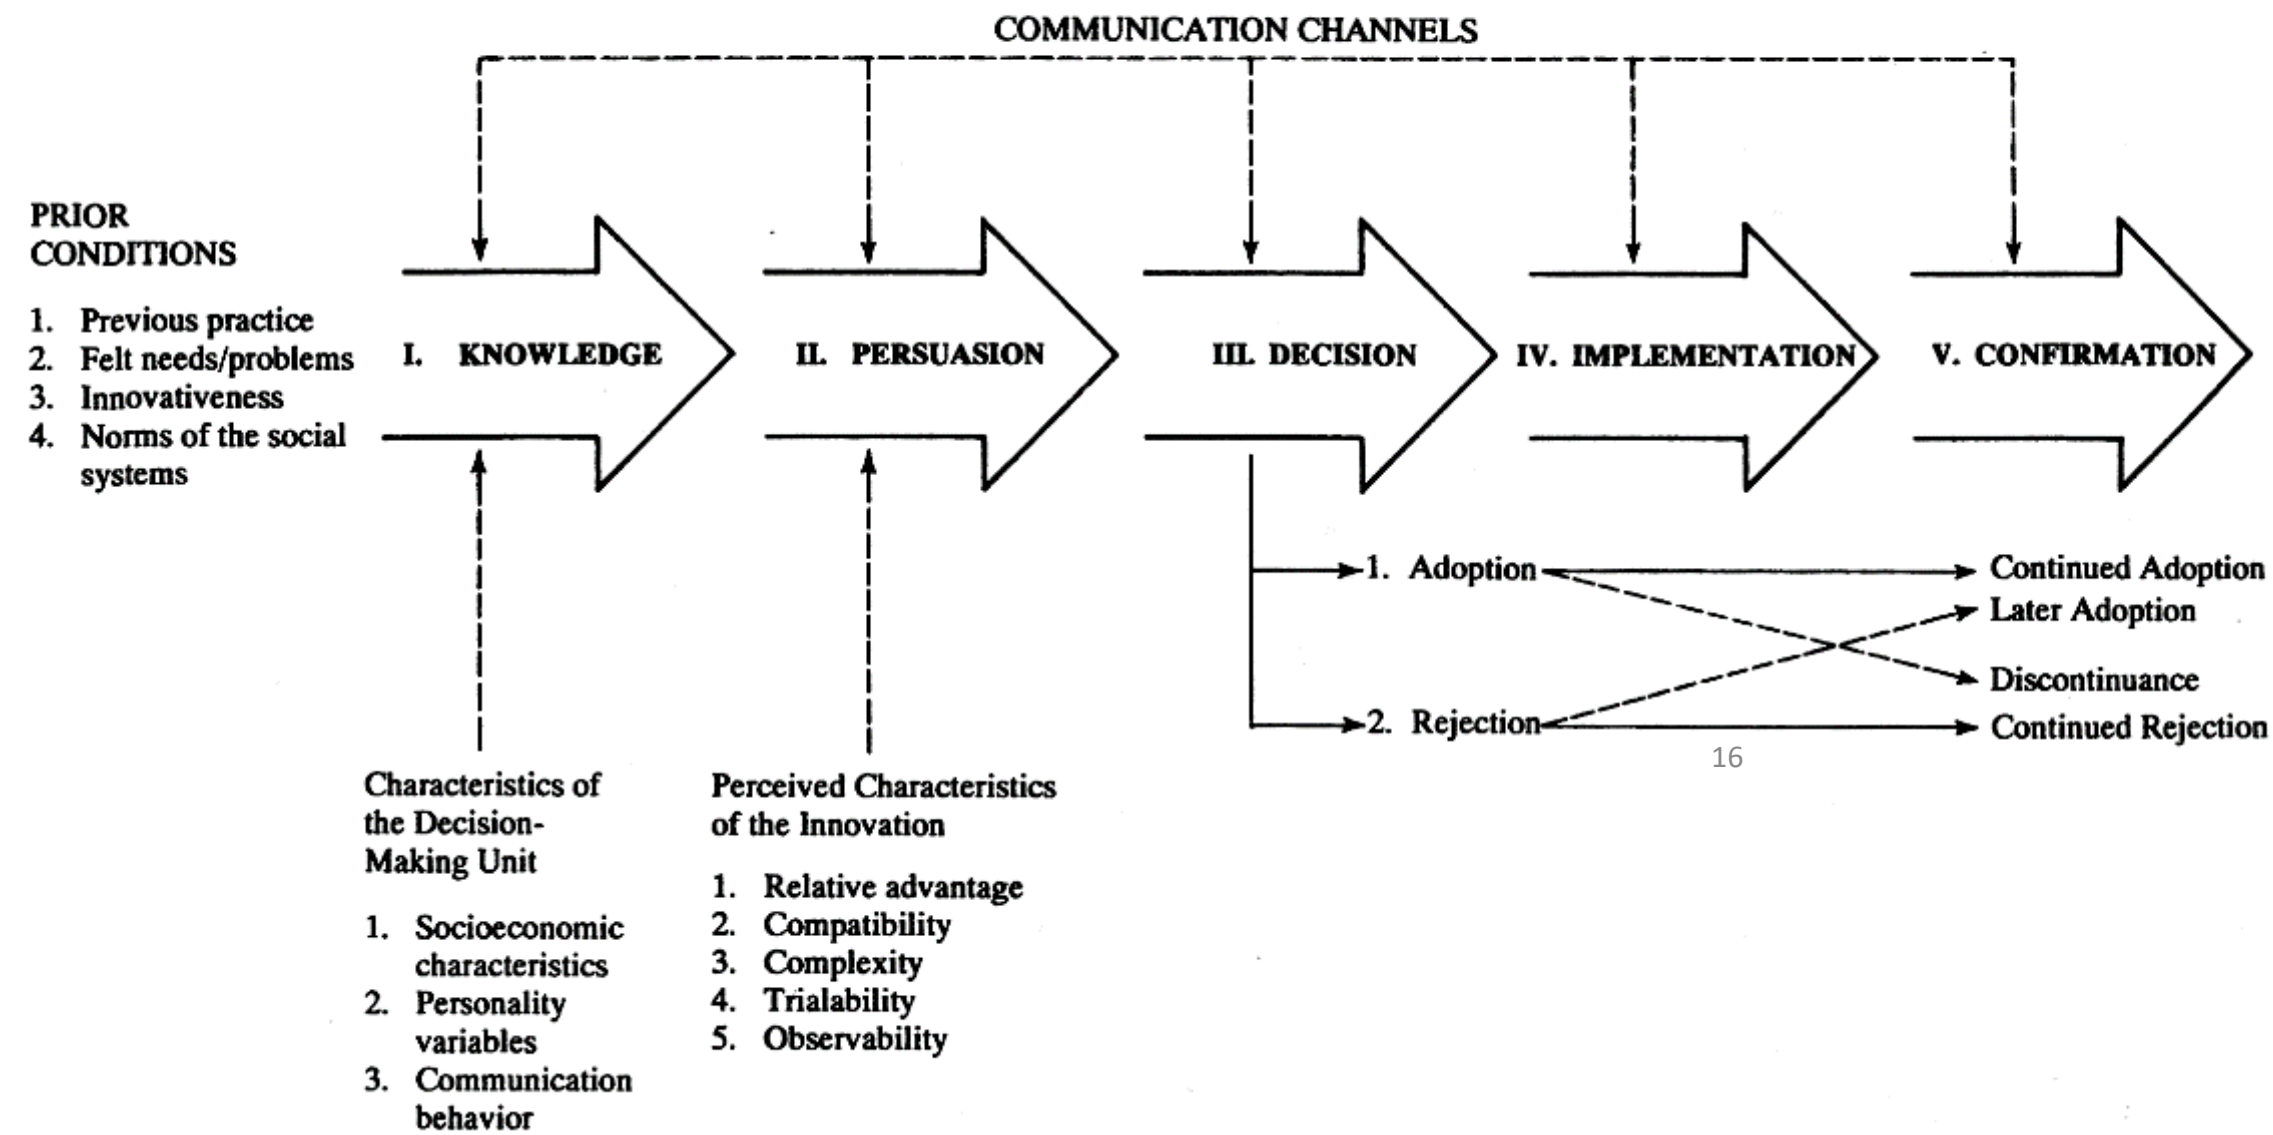 COMMUNICATION CHANNELS
PRIOR
CONDITIONS
1. Previous practice
2. Felt needs/problems
3. Innovativeness
4. Norms of the social
systems
I. KNOWLEDGE
II. PERSUASION
III. DECISION
IV. IMPLEMENTATION
V. CONFIRMATION
1. Adoption
2. Rejection
Continued Adoption
Later Adoption
Discontinuance
Continued Rejection
16
Characteristics of
the Decision-
Making Unit
1. Socioeconomic
characteristics
2. Personality
variables
3. Communication
behavior
Perceived Characteristics
of the Innovation
1. Relative advantage
2. Compatibility
3. Complexity
4. Trialability
5. Observability